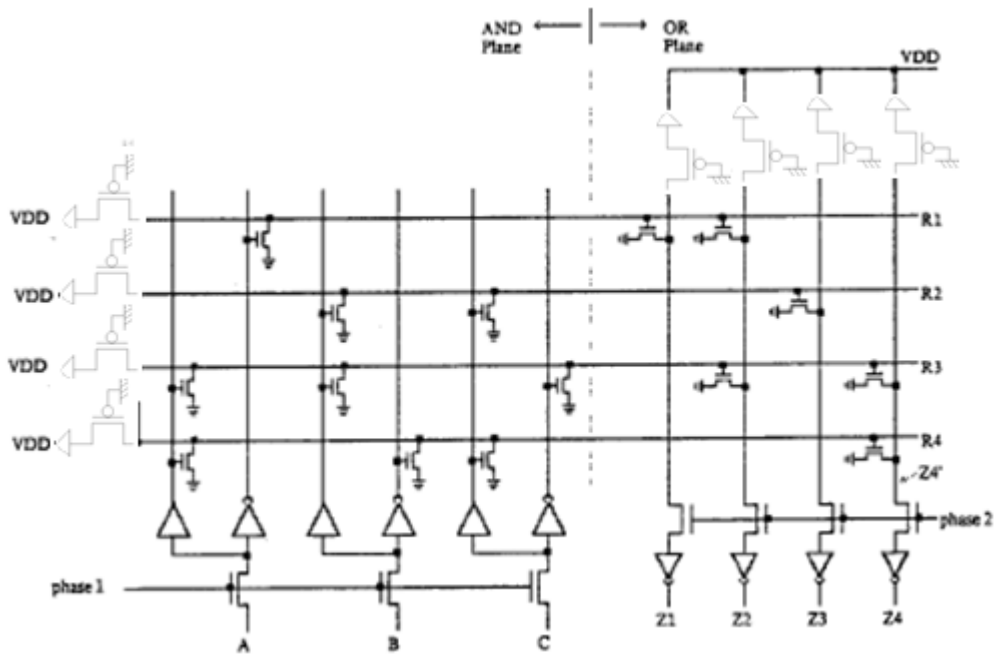 AND Plane
OR Plane
VDD
VDD
R1
VDD
R2
VDD
R3
VDD
R4
Z4'
phase 2
phase 1
A
B
C
Z1
Z2
Z3
Z4